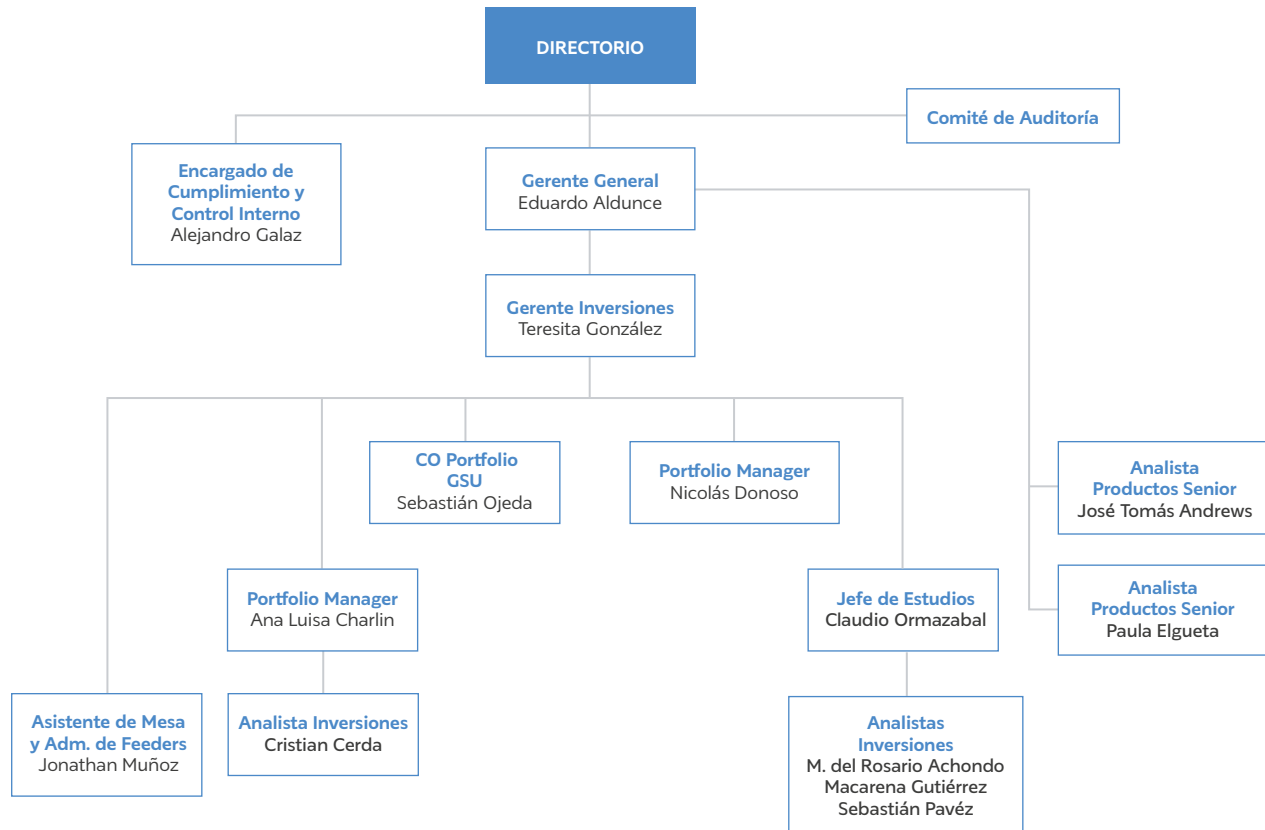 DIRECTORIO
Comité de Auditoría
Encargado de
Cumplimiento y
Control Interno
Alejandro Galaz
Gerente General
Eduardo Aldunce
Gerente Inversiones
Teresita González
CO Portfolio
GSU
Sebastián Ojeda
Portfolio Manager
Nicolás Donoso
Analista
Productos Senior
José Tomás Andrews
Portfolio Manager
Ana Luisa Charlin
Jefe de Estudios
Claudio Ormazabal
Analista
Productos Senior
Paula Elgueta
Asistente de Mesa
y Adm. de Feeders
Jonathan Muñoz
Analista Inversiones
Cristian Cerda
Analistas
Inversiones
M. del Rosario Achondo
Macarena Gutiérrez
Sebastián Pavéz